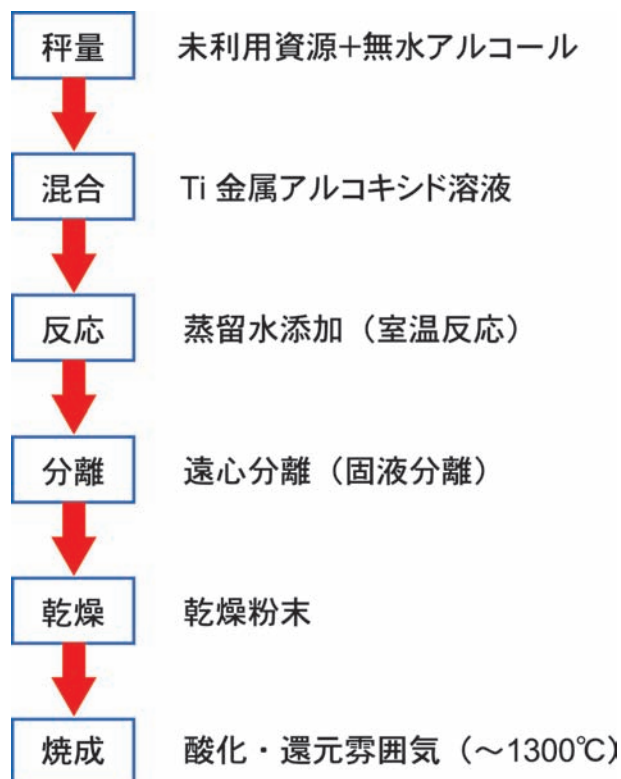 秤量 未利用資源+無水アルコール
混合 Ti 金属アルコキシド溶液
反応 蒸留水添加（室温反応）
分離 遠心分離（固液分離）
乾燥 乾燥粉末
焼成 酸化・還元雰囲気（～1300℃）